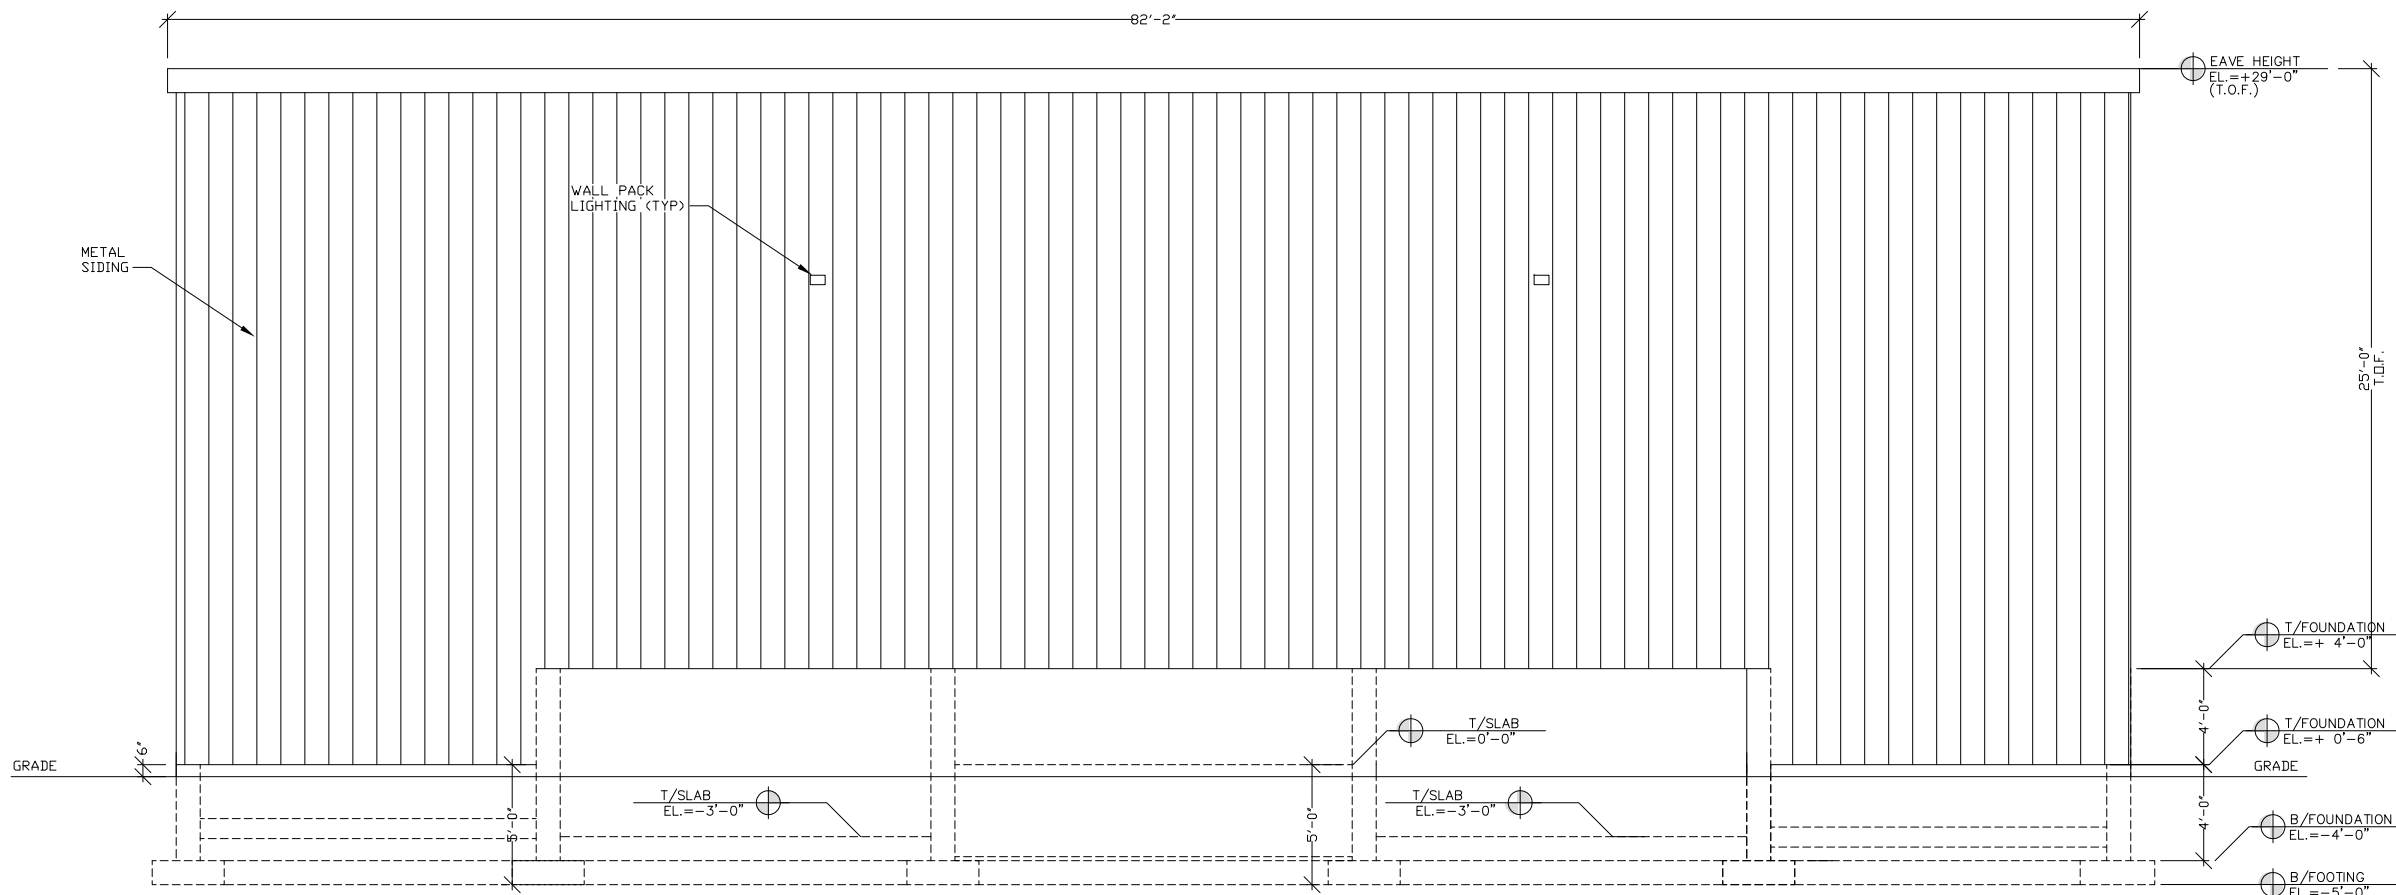 82'-2"
EAVE HEIGHT
EL.=+29'-0"
(T.O.F.)
WALL PACK
LIGHTING (TYP)
METAL
SIDING
25'-0"
T.O.F.
T/FOUNDATION
EL.=+ 4'-0"
T/SLAB
EL.=0'-0"
T/FOUNDATION
EL.=+ 0'-6"
4'-0"
6"
GRADE
GRADE
T/SLAB
EL.=-3'-0"
T/SLAB
EL.=-3'-0"
5'-0"
5'-0"
4'-0"
B/FOUNDATION
EL.=-4'-0"
B/FOOTING
EL.=-5'-0"